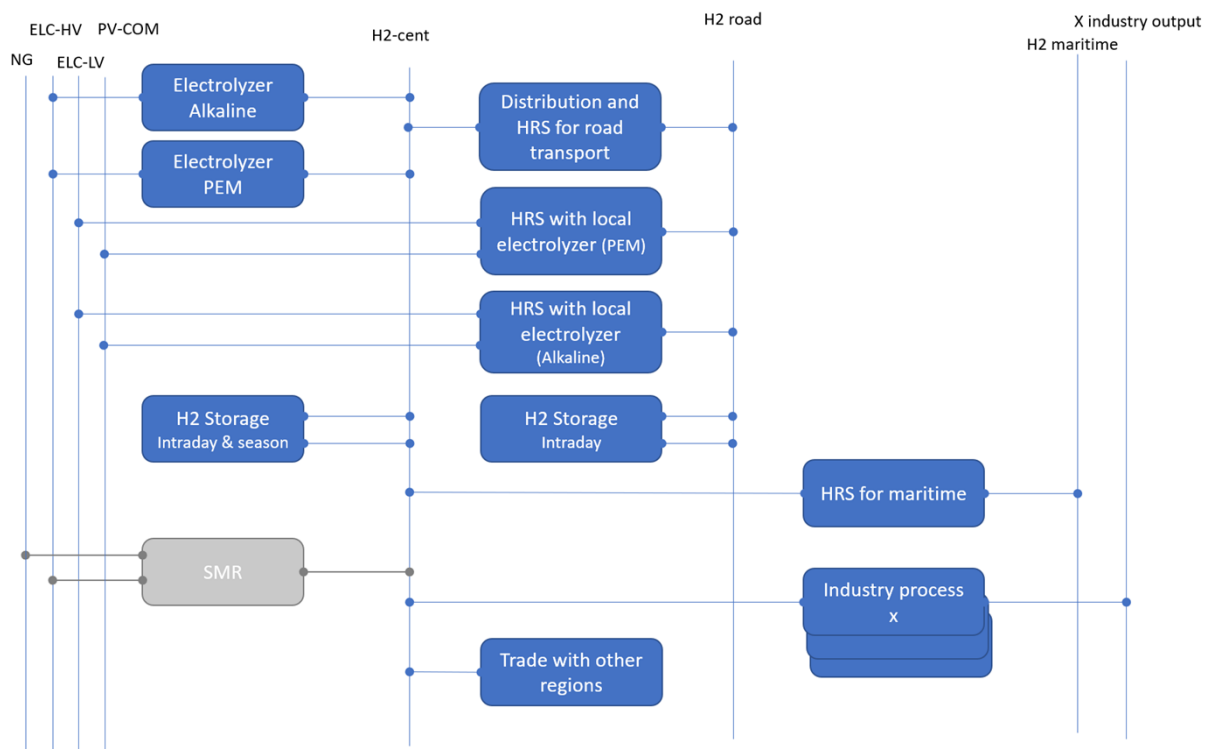 ELC-HV
PV-COM
H2-cent
H2 road
X industry output
H2 maritime
NG
ELC-LV
Electrolyzer
Alkaline
Distribution and
HRS for road
transport
Electrolyzer
PEM
HRS with local
electrolyzer (PEM)
HRS with local
electrolyzer
(Alkaline)
H2 Storage
Intraday & season
H2 Storage
Intraday
HRS for maritime
SMR
Industry process
x
Trade with other
regions